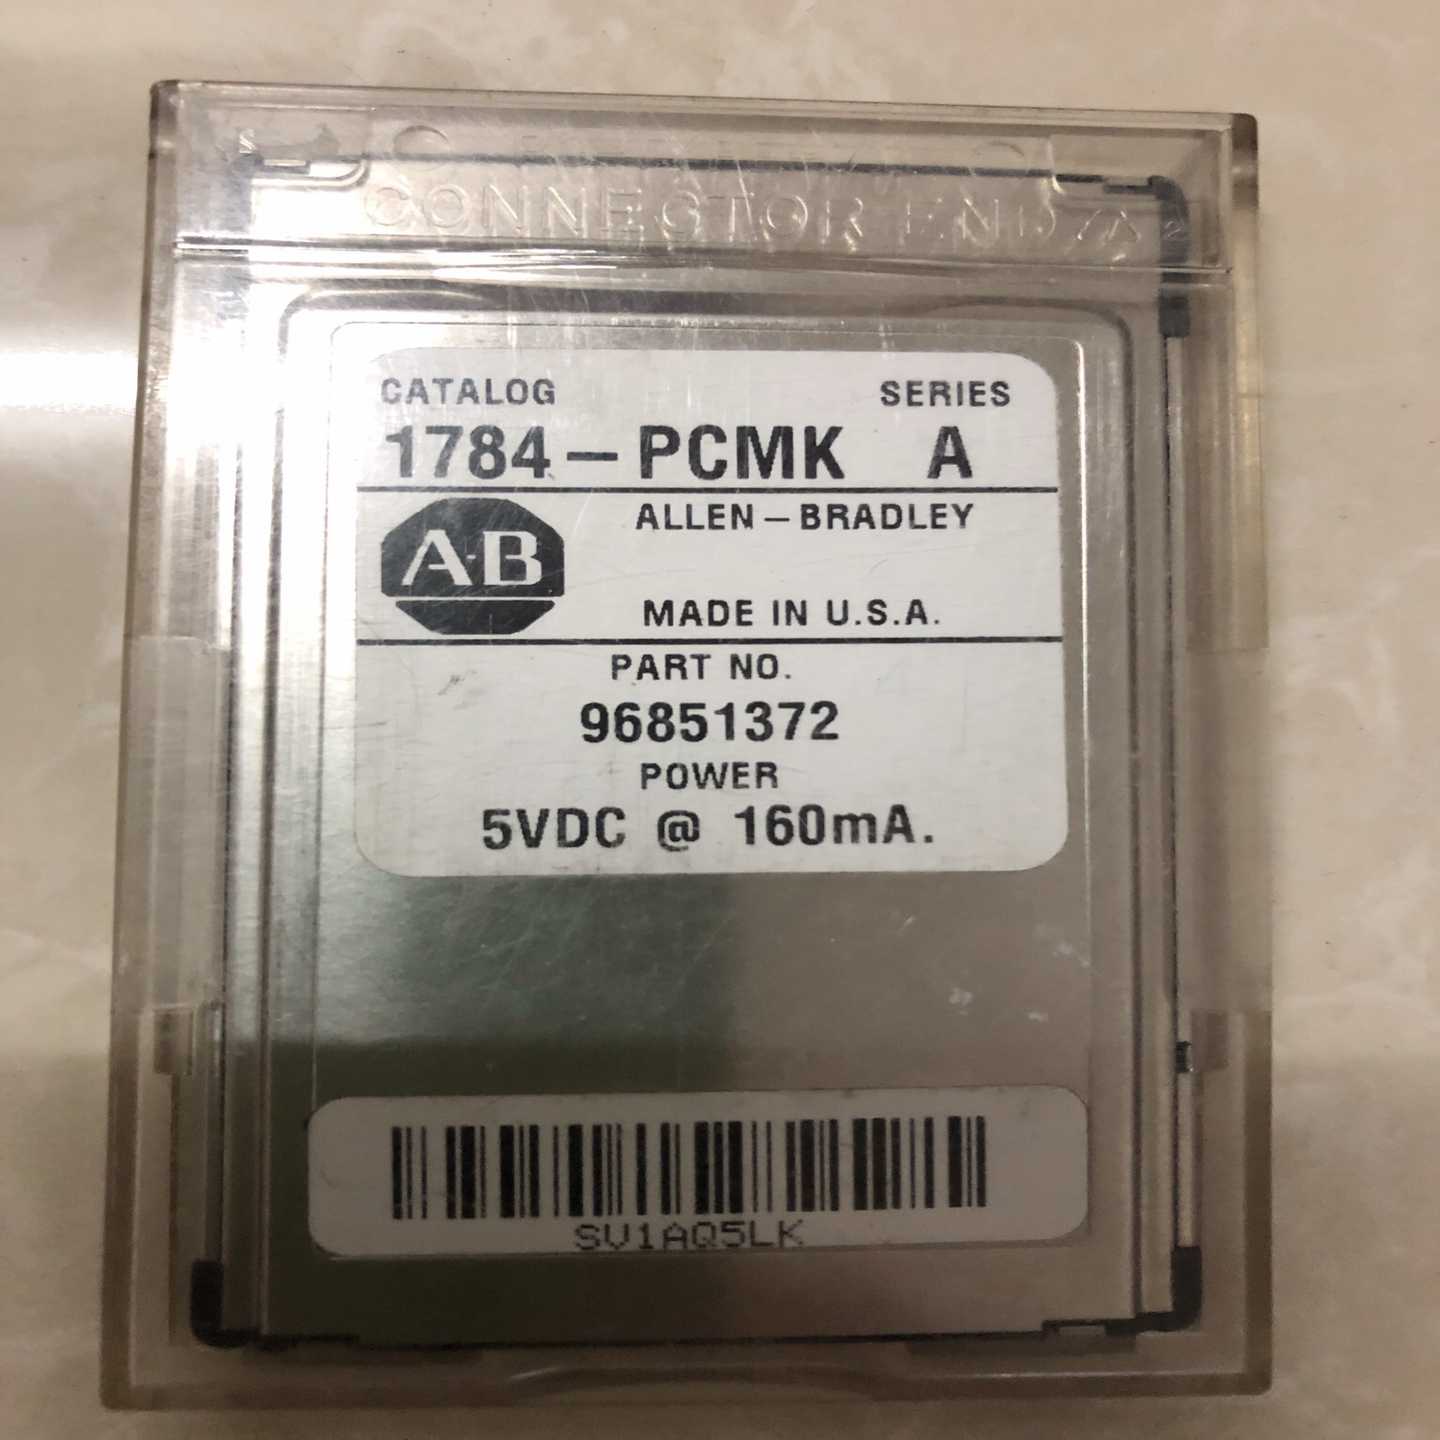 CONNECTOR END
CATALOG SERIES
1784-PCMK A
A-B
ALLEN-BRADLEY
MADE IN U.S.A.
PART NO.
96851372
POWER
5VDC @ 160mA.
SV1AQ5LK